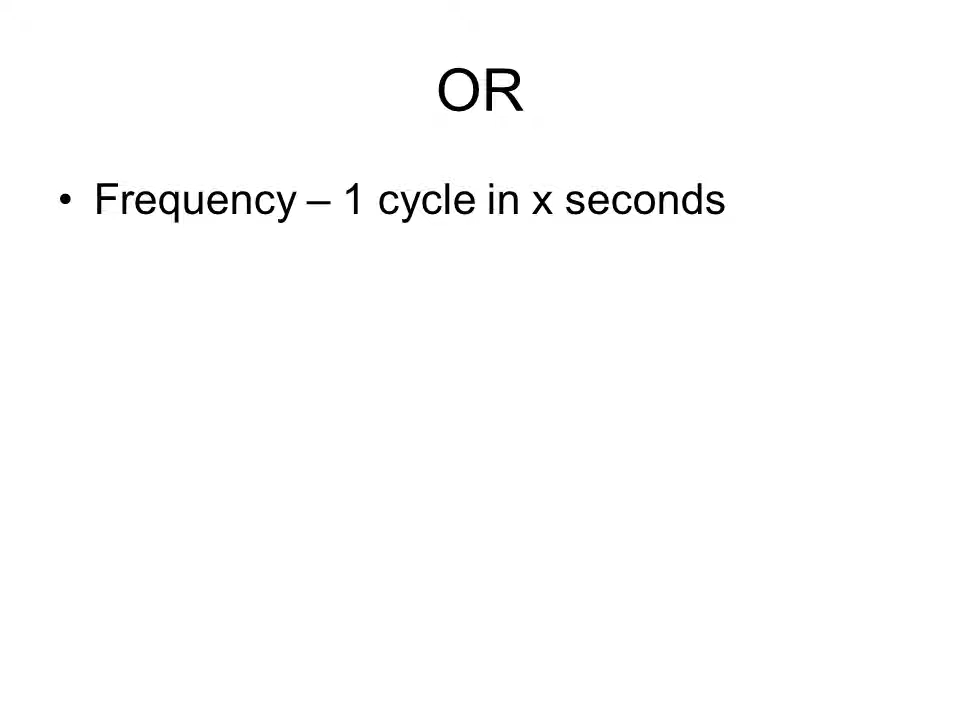 OR
• Frequency – 1 cycle in x seconds